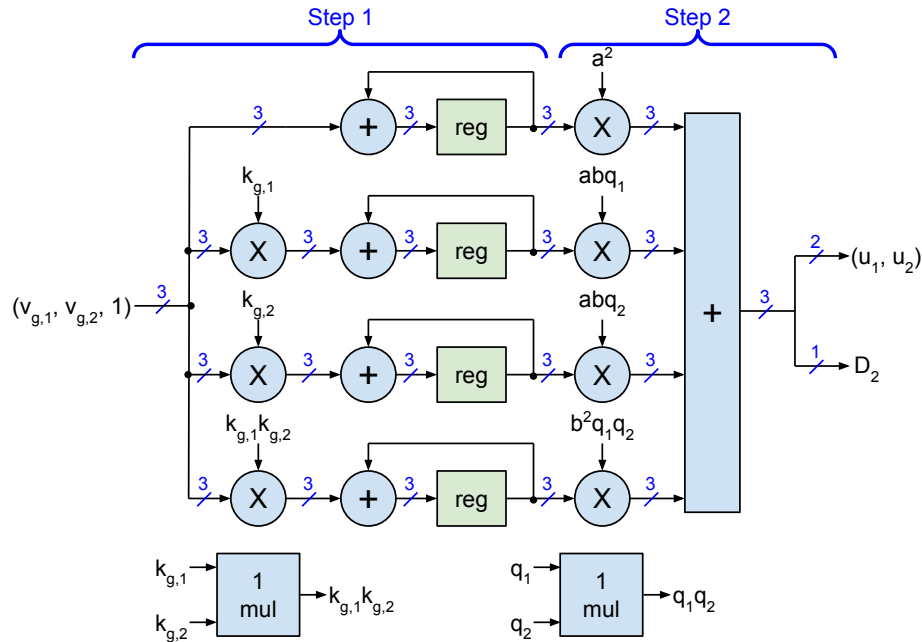 Step 1
Step 2
a²
3
+
3
reg
3
X
3
k_{g,1}
abq₁
3
X
3
+
3
reg
3
X
3
2
(u₁, u₂)
(v_{g,1}, v_{g,2}, 1)
3
k_{g,2}
abq₂
+
3
3
X
3
+
3
reg
3
X
3
1
D₂
k_{g,1}k_{g,2}
b²q₁q₂
3
X
3
+
3
reg
3
X
3
k_{g,1}
k_{g,2}
1
mul
k_{g,1}k_{g,2}
q₁
q₂
1
mul
q₁q₂